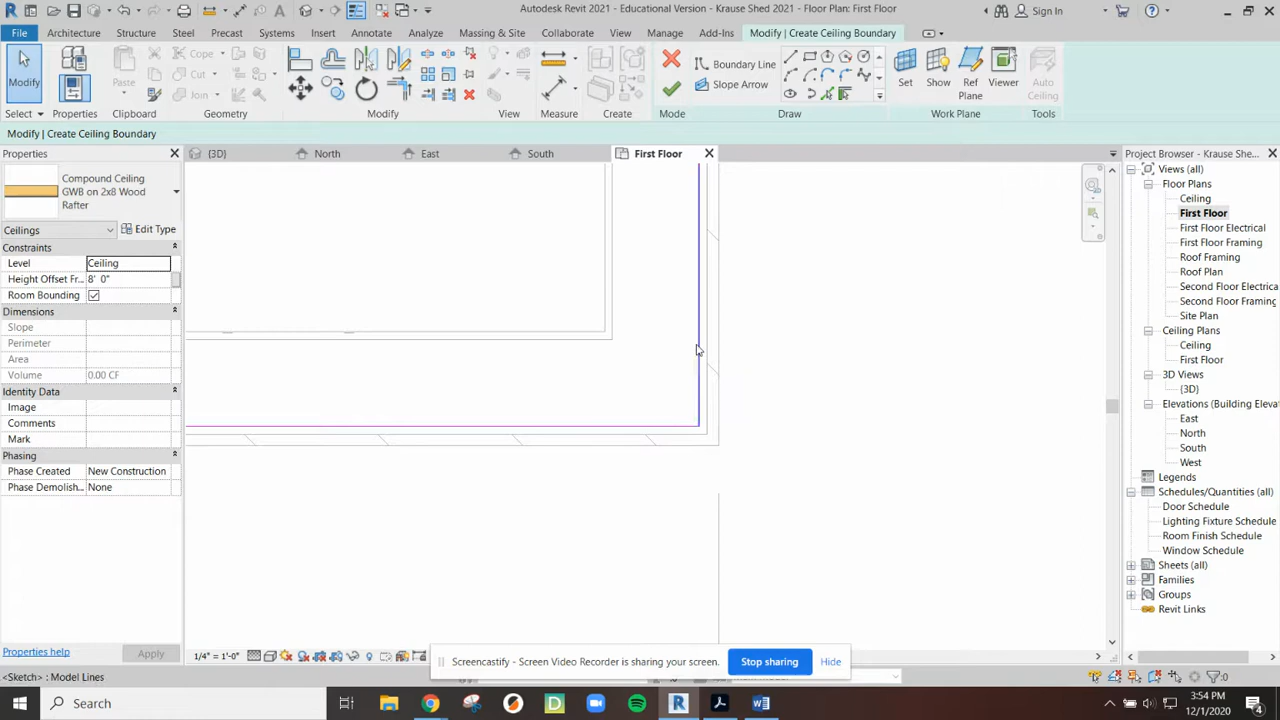 Autodesk Revit 2021 - Educational Version - Krause Shed 2021 - Floor Plan: First Floor
Sign In
File Architecture Structure Steel Precast Systems Insert Annotate Analyze Massing & Site Collaborate View Manage Add-Ins Modify | Create Ceiling Boundary
Modify
Paste
Cope
Cut
Join
Boundary Line
Slope Arrow
Set Show Ref Plane Viewer Auto Ceiling
Select Properties Clipboard Geometry Modify View Measure Create Mode Draw Work Plane Tools
Modify | Create Ceiling Boundary
Properties
{3D} North East South First Floor
Project Browser - Krause She...
Compound Ceiling
GWB on 2x8 Wood
Rafter
Ceilings
Edit Type
Constraints
Level Ceiling
Height Offset Fr... 8' 0"
Room Bounding
Dimensions
Slope
Perimeter
Area
Volume 0.00 CF
Identity Data
Image
Comments
Mark
Phasing
Phase Created New Construction
Phase Demolish... None
Properties help
Apply
Views (all)
Floor Plans
Ceiling
First Floor
First Floor Electrical
First Floor Framing
Roof Framing
Roof Plan
Second Floor Electrica
Second Floor Framing
Site Plan
Ceiling Plans
Ceiling
First Floor
3D Views
{3D}
Elevations (Building Eleva
East
North
South
West
Legends
Schedules/Quantities (all)
Door Schedule
Lighting Fixture Schedule
Room Finish Schedule
Window Schedule
Sheets (all)
Families
Groups
Revit Links
1/4" = 1'-0"
Screencastify - Screen Video Recorder is sharing your screen.
Stop sharing
Hide
<Sketch> : Model Lines
:0
Search
3:54 PM
12/1/2020
4